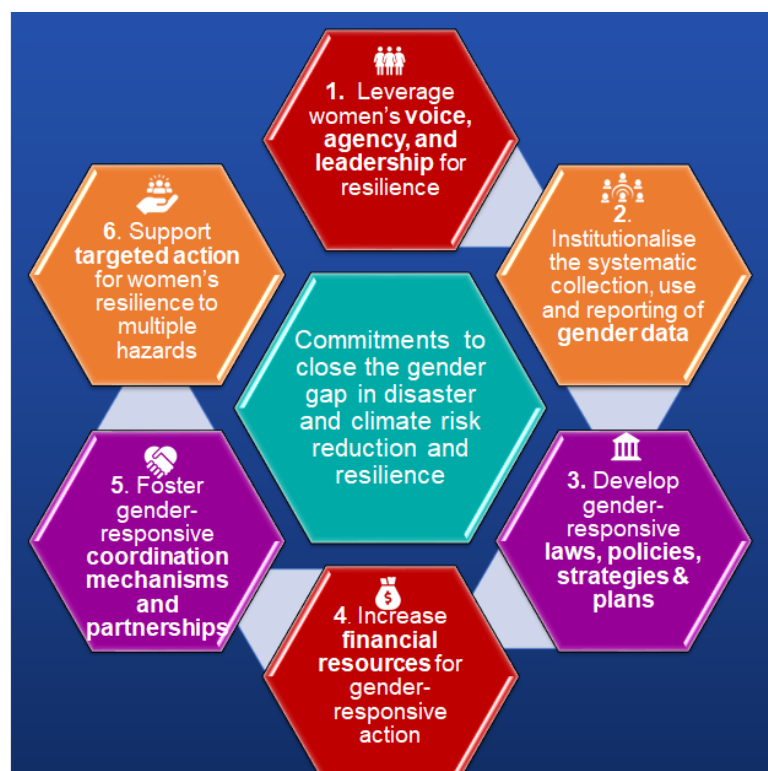 1. Leverage
women's voice,
agency, and
leadership for
resilience
2.
Institutionalise
the systematic
collection, use
and reporting of
gender data
3. Develop
gender-
responsive
laws, policies,
strategies &
plans
4. Increase
financial
resources for
gender-
responsive
action
5. Foster
gender-
responsive
coordination
mechanisms
and
partnerships
6. Support
targeted action
for women's
resilience to
multiple
hazards
Commitments to
close the gender
gap in disaster
and climate risk
reduction and
resilience